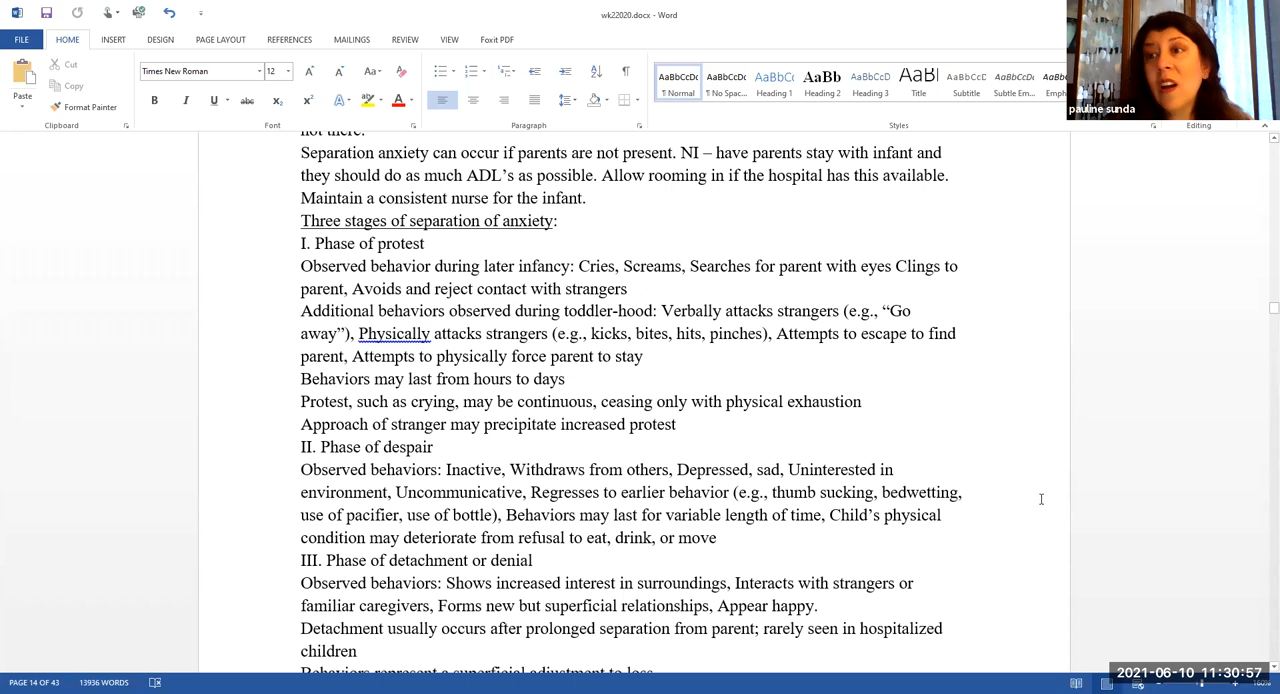 wk22020.docx - Word
FILE HOME INSERT DESIGN PAGE LAYOUT REFERENCES MAILINGS REVIEW VIEW Foxit PDF
Paste
Cut
Copy
Format Painter
Clipboard
Times New Roman 12
Font
Paragraph
AaBbCcDc AaBbCcDc AaBbCc AaBb AaBbCcD AaBl AaBbCcD AaBbCcDc AaBbCcDc
¶ Normal ¶ No Spac... Heading 1 Heading 2 Heading 3 Title Subtitle Subtle Em... Emph
Styles
Editing
pauline sunda
not there.
Separation anxiety can occur if parents are not present. NI – have parents stay with infant and
they should do as much ADL’s as possible. Allow rooming in if the hospital has this available.
Maintain a consistent nurse for the infant.
Three stages of separation of anxiety:
I. Phase of protest
Observed behavior during later infancy: Cries, Screams, Searches for parent with eyes Clings to
parent, Avoids and reject contact with strangers
Additional behaviors observed during toddler-hood: Verbally attacks strangers (e.g., “Go
away”), Physically attacks strangers (e.g., kicks, bites, hits, pinches), Attempts to escape to find
parent, Attempts to physically force parent to stay
Behaviors may last from hours to days
Protest, such as crying, may be continuous, ceasing only with physical exhaustion
Approach of stranger may precipitate increased protest
II. Phase of despair
Observed behaviors: Inactive, Withdraws from others, Depressed, sad, Uninterested in
environment, Uncommunicative, Regresses to earlier behavior (e.g., thumb sucking, bedwetting,
use of pacifier, use of bottle), Behaviors may last for variable length of time, Child’s physical
condition may deteriorate from refusal to eat, drink, or move
III. Phase of detachment or denial
Observed behaviors: Shows increased interest in surroundings, Interacts with strangers or
familiar caregivers, Forms new but superficial relationships, Appear happy.
Detachment usually occurs after prolonged separation from parent; rarely seen in hospitalized
children
Behaviors represent a superficial adjustment to loss
PAGE 14 OF 43 13936 WORDS
2021-06-10 11:30:57